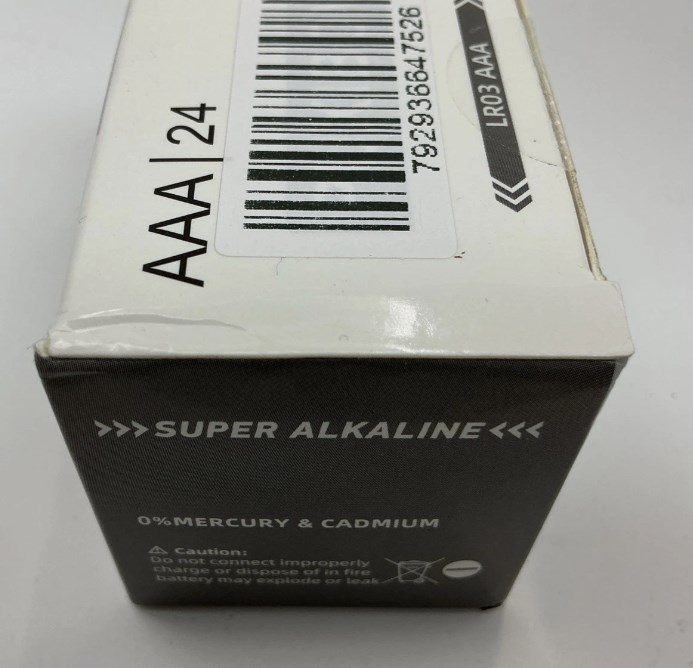 AAA|24
792936647526
LR03 AAA
>>>SUPER ALKALINE<<<
0%MERCURY & CADMIUM
⚠ Caution:
Do not connect improperly
charge or dispose of in fire
battery may explode or leak